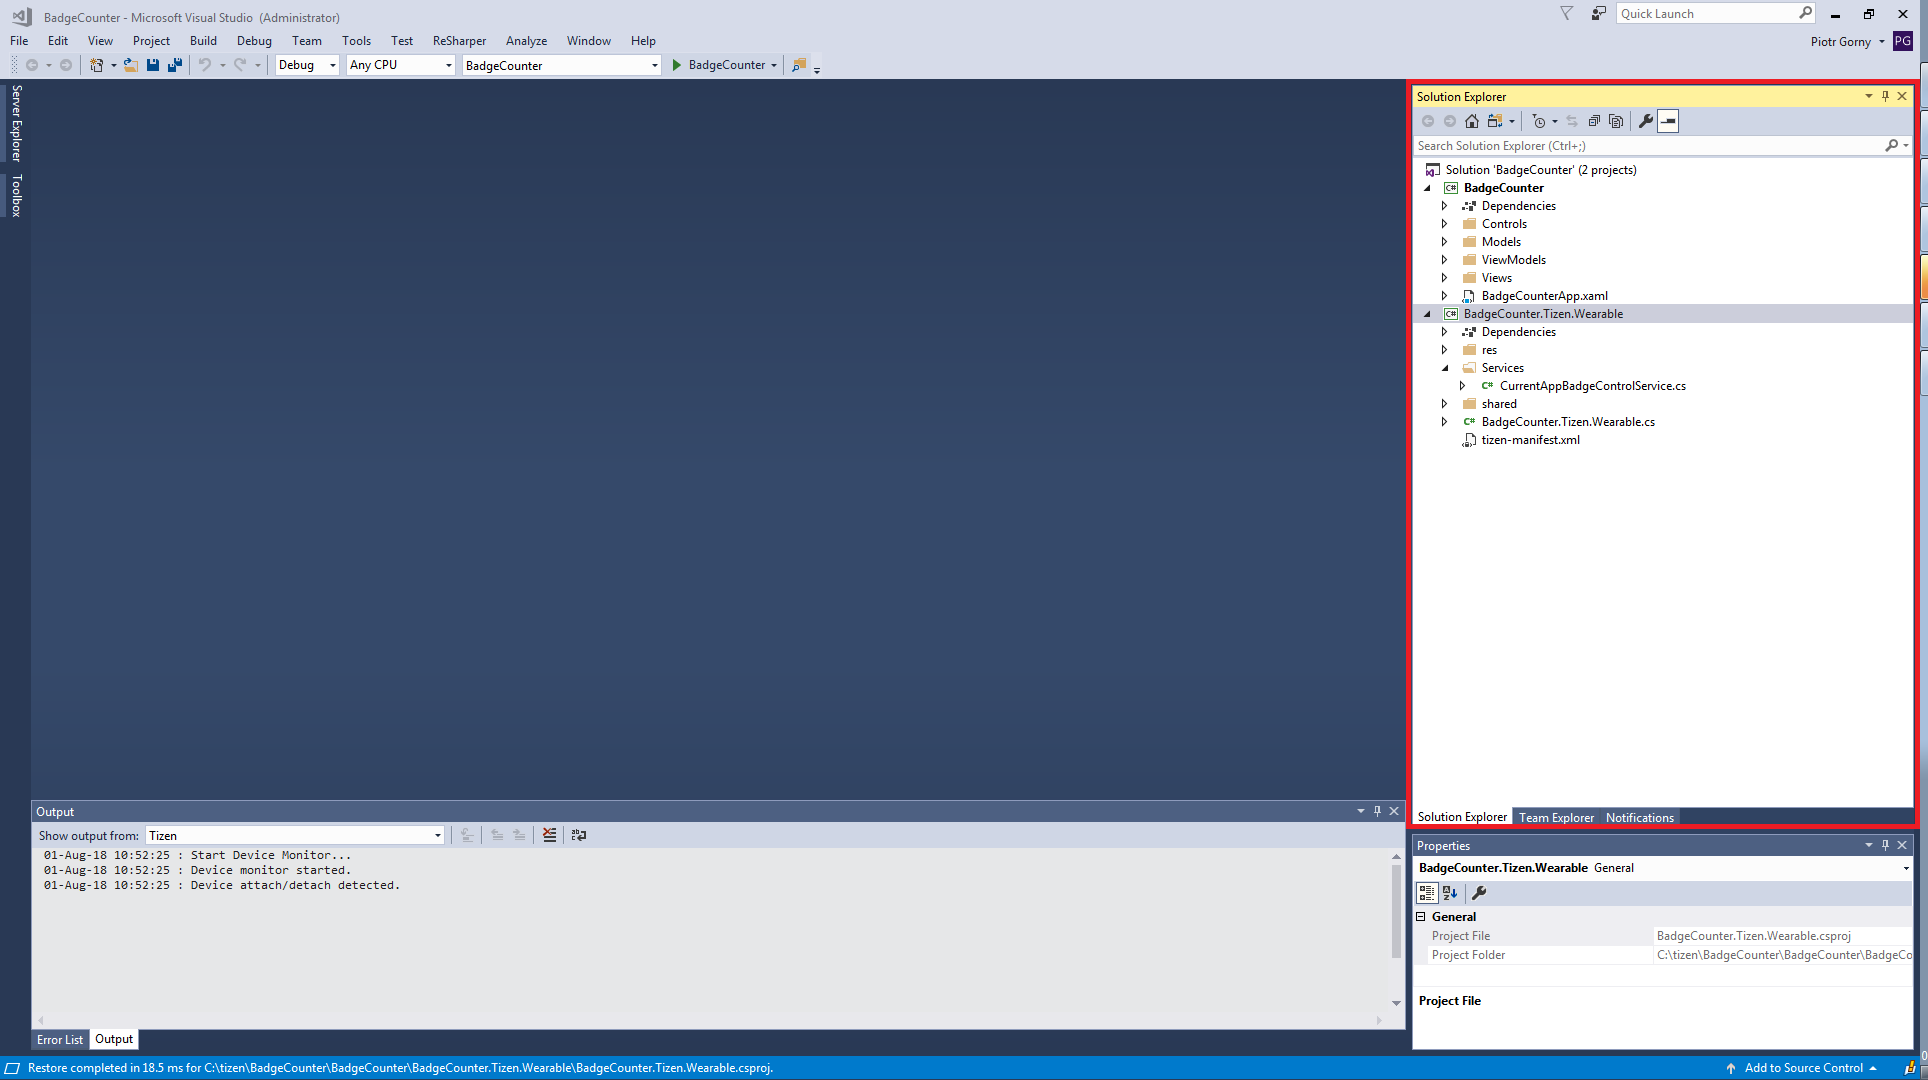 BadgeCounter - Microsoft Visual Studio (Administrator)
Quick Launch
File Edit View Project Build Debug Team Tools Test ReSharper Analyze Window Help
Piotr Gorny PG
Debug Any CPU BadgeCounter BadgeCounter
Server Explorer
Toolbox
Solution Explorer
Search Solution Explorer (Ctrl+;)
Solution 'BadgeCounter' (2 projects)
C# BadgeCounter
Dependencies
Controls
Models
ViewModels
Views
BadgeCounterApp.xaml
C# BadgeCounter.Tizen.Wearable
Dependencies
res
Services
C# CurrentAppBadgeControlService.cs
shared
C# BadgeCounter.Tizen.Wearable.cs
tizen-manifest.xml
Solution Explorer Team Explorer Notifications
Output
Show output from: Tizen
01-Aug-18 10:52:25 : Start Device Monitor...
01-Aug-18 10:52:25 : Device monitor started.
01-Aug-18 10:52:25 : Device attach/detach detected.
Error List Output
Properties
BadgeCounter.Tizen.Wearable General
General
Project File BadgeCounter.Tizen.Wearable.csproj
Project Folder C:\tizen\BadgeCounter\BadgeCounter\BadgeCo
Project File
Restore completed in 18.5 ms for C:\tizen\BadgeCounter\BadgeCounter\BadgeCounter.Tizen.Wearable\BadgeCounter.Tizen.Wearable.csproj.
Add to Source Control